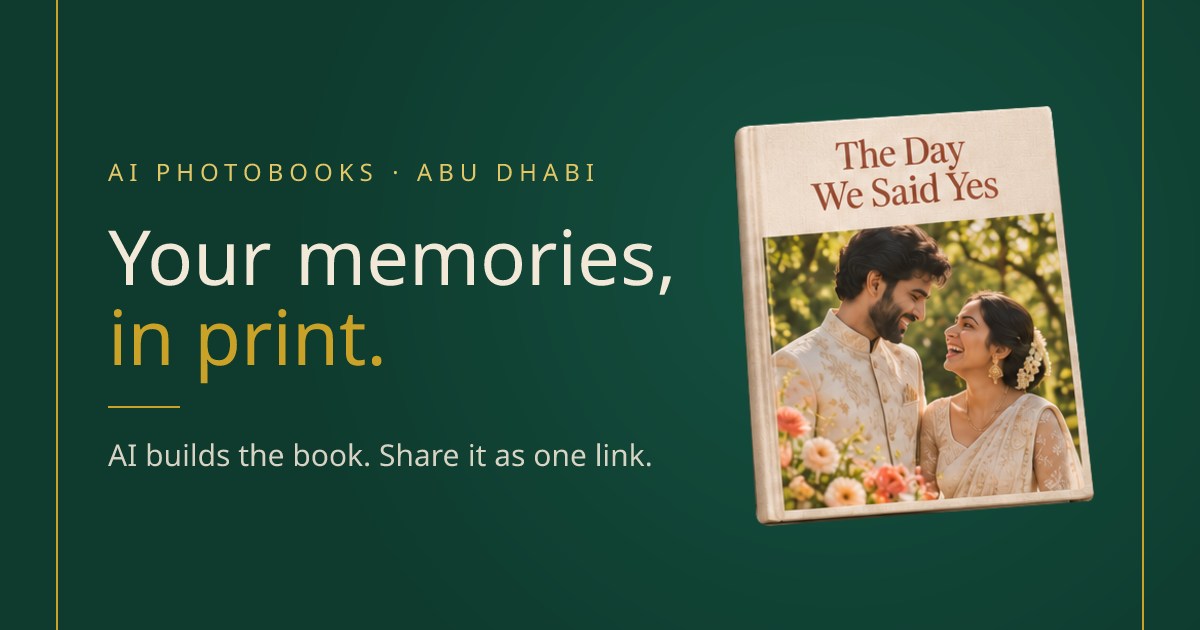 AI PHOTOBOOKS · ABU DHABI
Your memories,
in print.
AI builds the book. Share it as one link.
The Day
We Said Yes